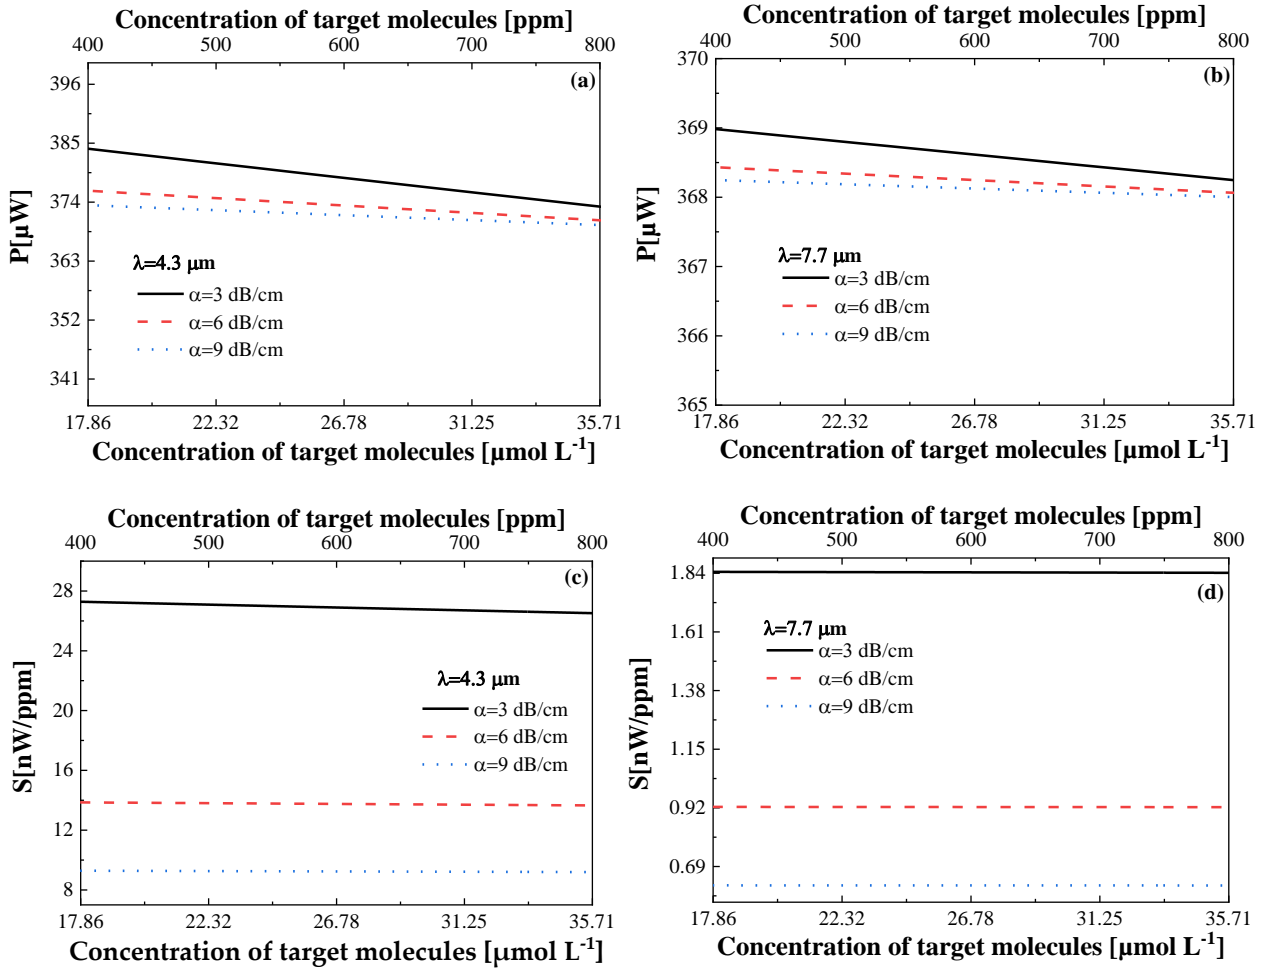 Concentration of target molecules [ppm]
400 500 600 700 800
(a)
396
385
374
363
352
341
P[µW]
λ=4.3 µm
α=3 dB/cm
α=6 dB/cm
α=9 dB/cm
17.86 22.32 26.78 31.25 35.71
Concentration of target molecules [µmol L-1]
Concentration of target molecules [ppm]
400 500 600 700 800
(b)
370
369
368
367
366
365
P[µW]
λ=7.7 µm
α=3 dB/cm
α=6 dB/cm
α=9 dB/cm
17.86 22.32 26.78 31.25 35.71
Concentration of target molecules [µmol L-1]
Concentration of target molecules [ppm]
400 500 600 700 800
(c)
28
24
20
16
12
8
S[nW/ppm]
λ=4.3 µm
α=3 dB/cm
α=6 dB/cm
α=9 dB/cm
17.86 22.32 26.78 31.25 35.71
Concentration of target molecules [µmol L-1]
Concentration of target molecules [ppm]
400 500 600 700 800
(d)
1.84
1.61
1.38
1.15
0.92
0.69
S[nW/ppm]
λ=7.7 µm
α=3 dB/cm
α=6 dB/cm
α=9 dB/cm
17.86 22.32 26.78 31.25 35.71
Concentration of target molecules [µmol L-1]